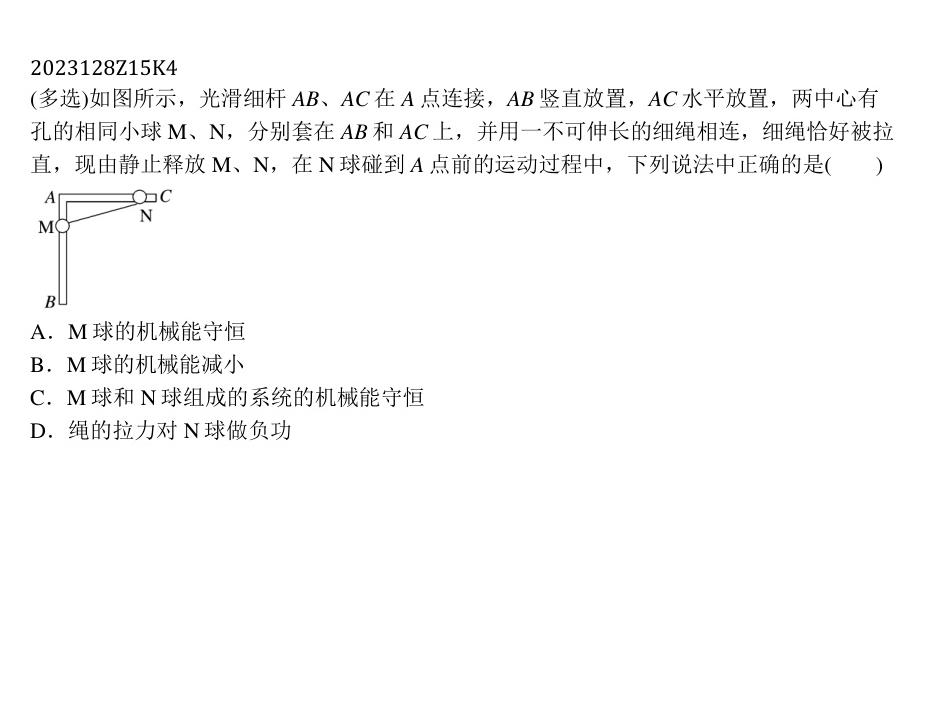 2023128Z15K4
(多选)如图所示，光滑细杆 AB、AC 在 A 点连接，AB 竖直放置，AC 水平放置，两中心有
孔的相同小球 M、N，分别套在 AB 和 AC 上，并用一不可伸长的细绳相连，细绳恰好被拉
直，现由静止释放 M、N，在 N 球碰到 A 点前的运动过程中，下列说法中正确的是(　　)
A C
N
M
B
A．M 球的机械能守恒
B．M 球的机械能减小
C．M 球和 N 球组成的系统的机械能守恒
D．绳的拉力对 N 球做负功